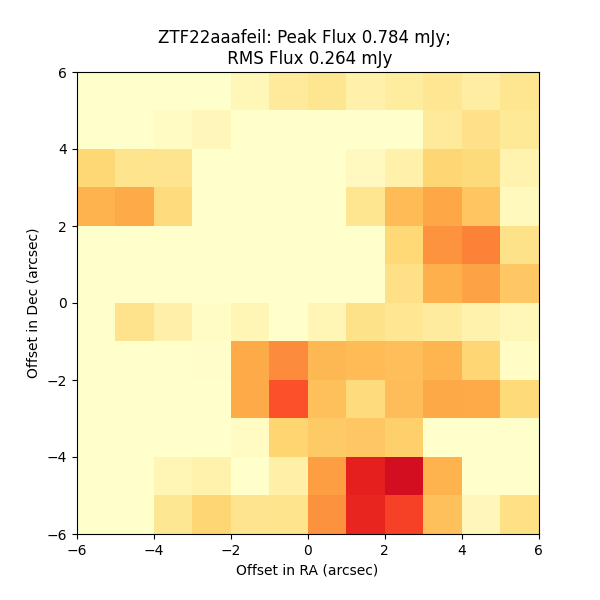 ZTF22aaafeil: Peak Flux 0.784 mJy;
RMS Flux 0.264 mJy
6
4
2
0
−2
−4
−6
Offset in Dec (arcsec)
−6 −4 −2 0 2 4 6
Offset in RA (arcsec)